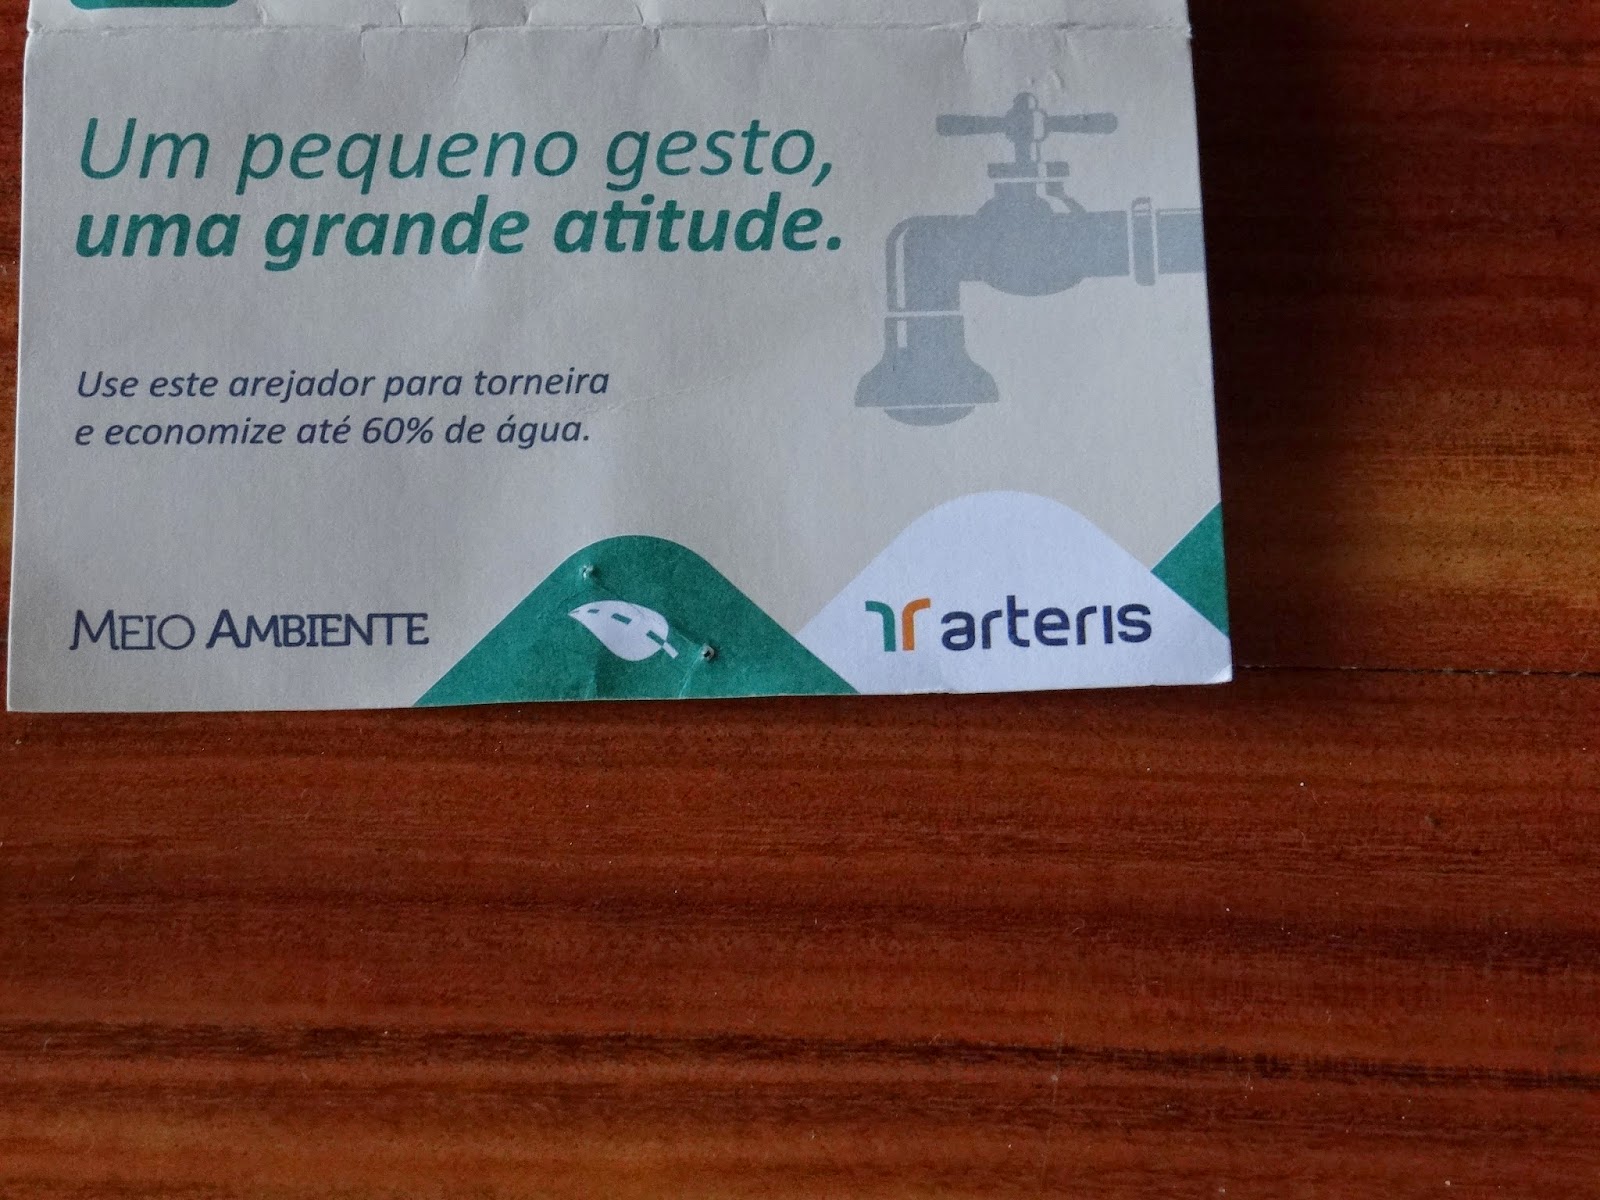 Um pequeno gesto,
uma grande atitude.
Use este arejador para torneira
e economize até 60% de água.
MEIO AMBIENTE
arteris